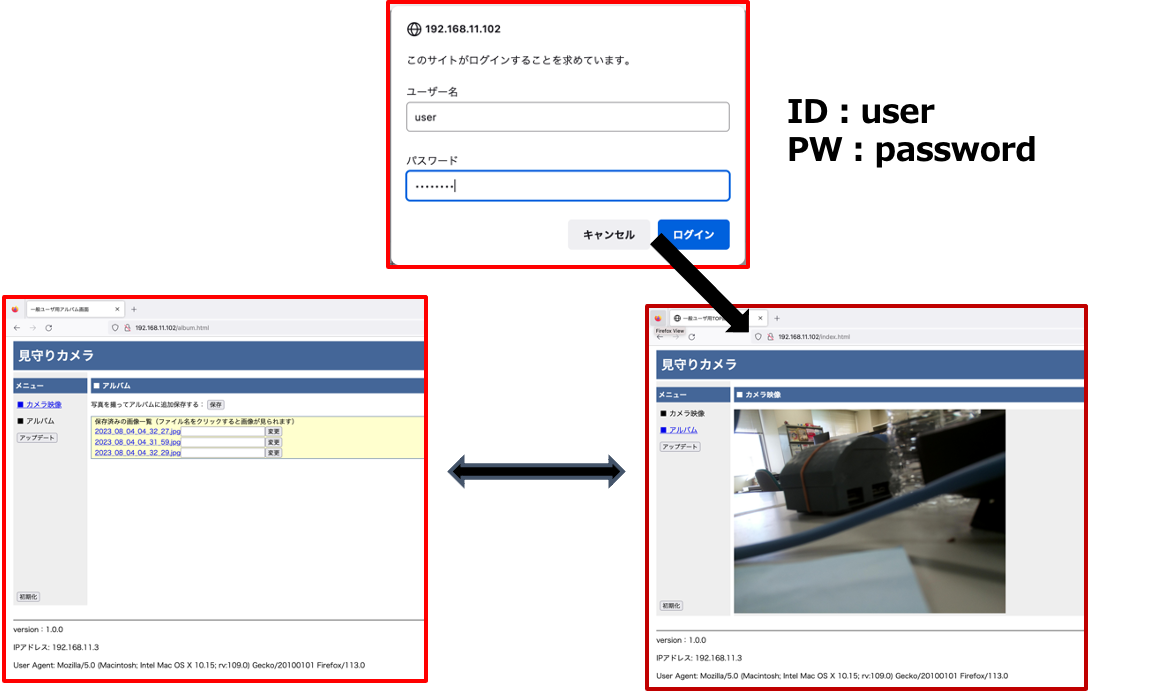 192.168.11.102
このサイトがログインすることを求めています。
ユーザー名
user
パスワード
キャンセル
ログイン
ID：user
PW：password
一般ユーザ用アルバム画面
192.168.11.102/album.html
見守りカメラ
メニュー
■ カメラ映像
■ アルバム
アップデート
初期化
■ アルバム
写真を撮ってアルバムに追加保存する： 保存
保存済みの画像一覧（ファイル名をクリックすると画像が見られます）
2023_08_04_04_32_27.jpg 変更
2023_08_04_04_31_59.jpg 変更
2023_08_04_04_32_29.jpg 変更
version：1.0.0
IPアドレス: 192.168.11.3
User Agent: Mozilla/5.0 (Macintosh; Intel Mac OS X 10.15; rv:109.0) Gecko/20100101 Firefox/113.0
一般ユーザ用TOP
Firefox View
192.168.11.102/index.html
見守りカメラ
メニュー
■ カメラ映像
■ アルバム
アップデート
初期化
■ カメラ映像
version：1.0.0
IPアドレス: 192.168.11.3
User Agent: Mozilla/5.0 (Macintosh; Intel Mac OS X 10.15; rv:109.0) Gecko/20100101 Firefox/113.0